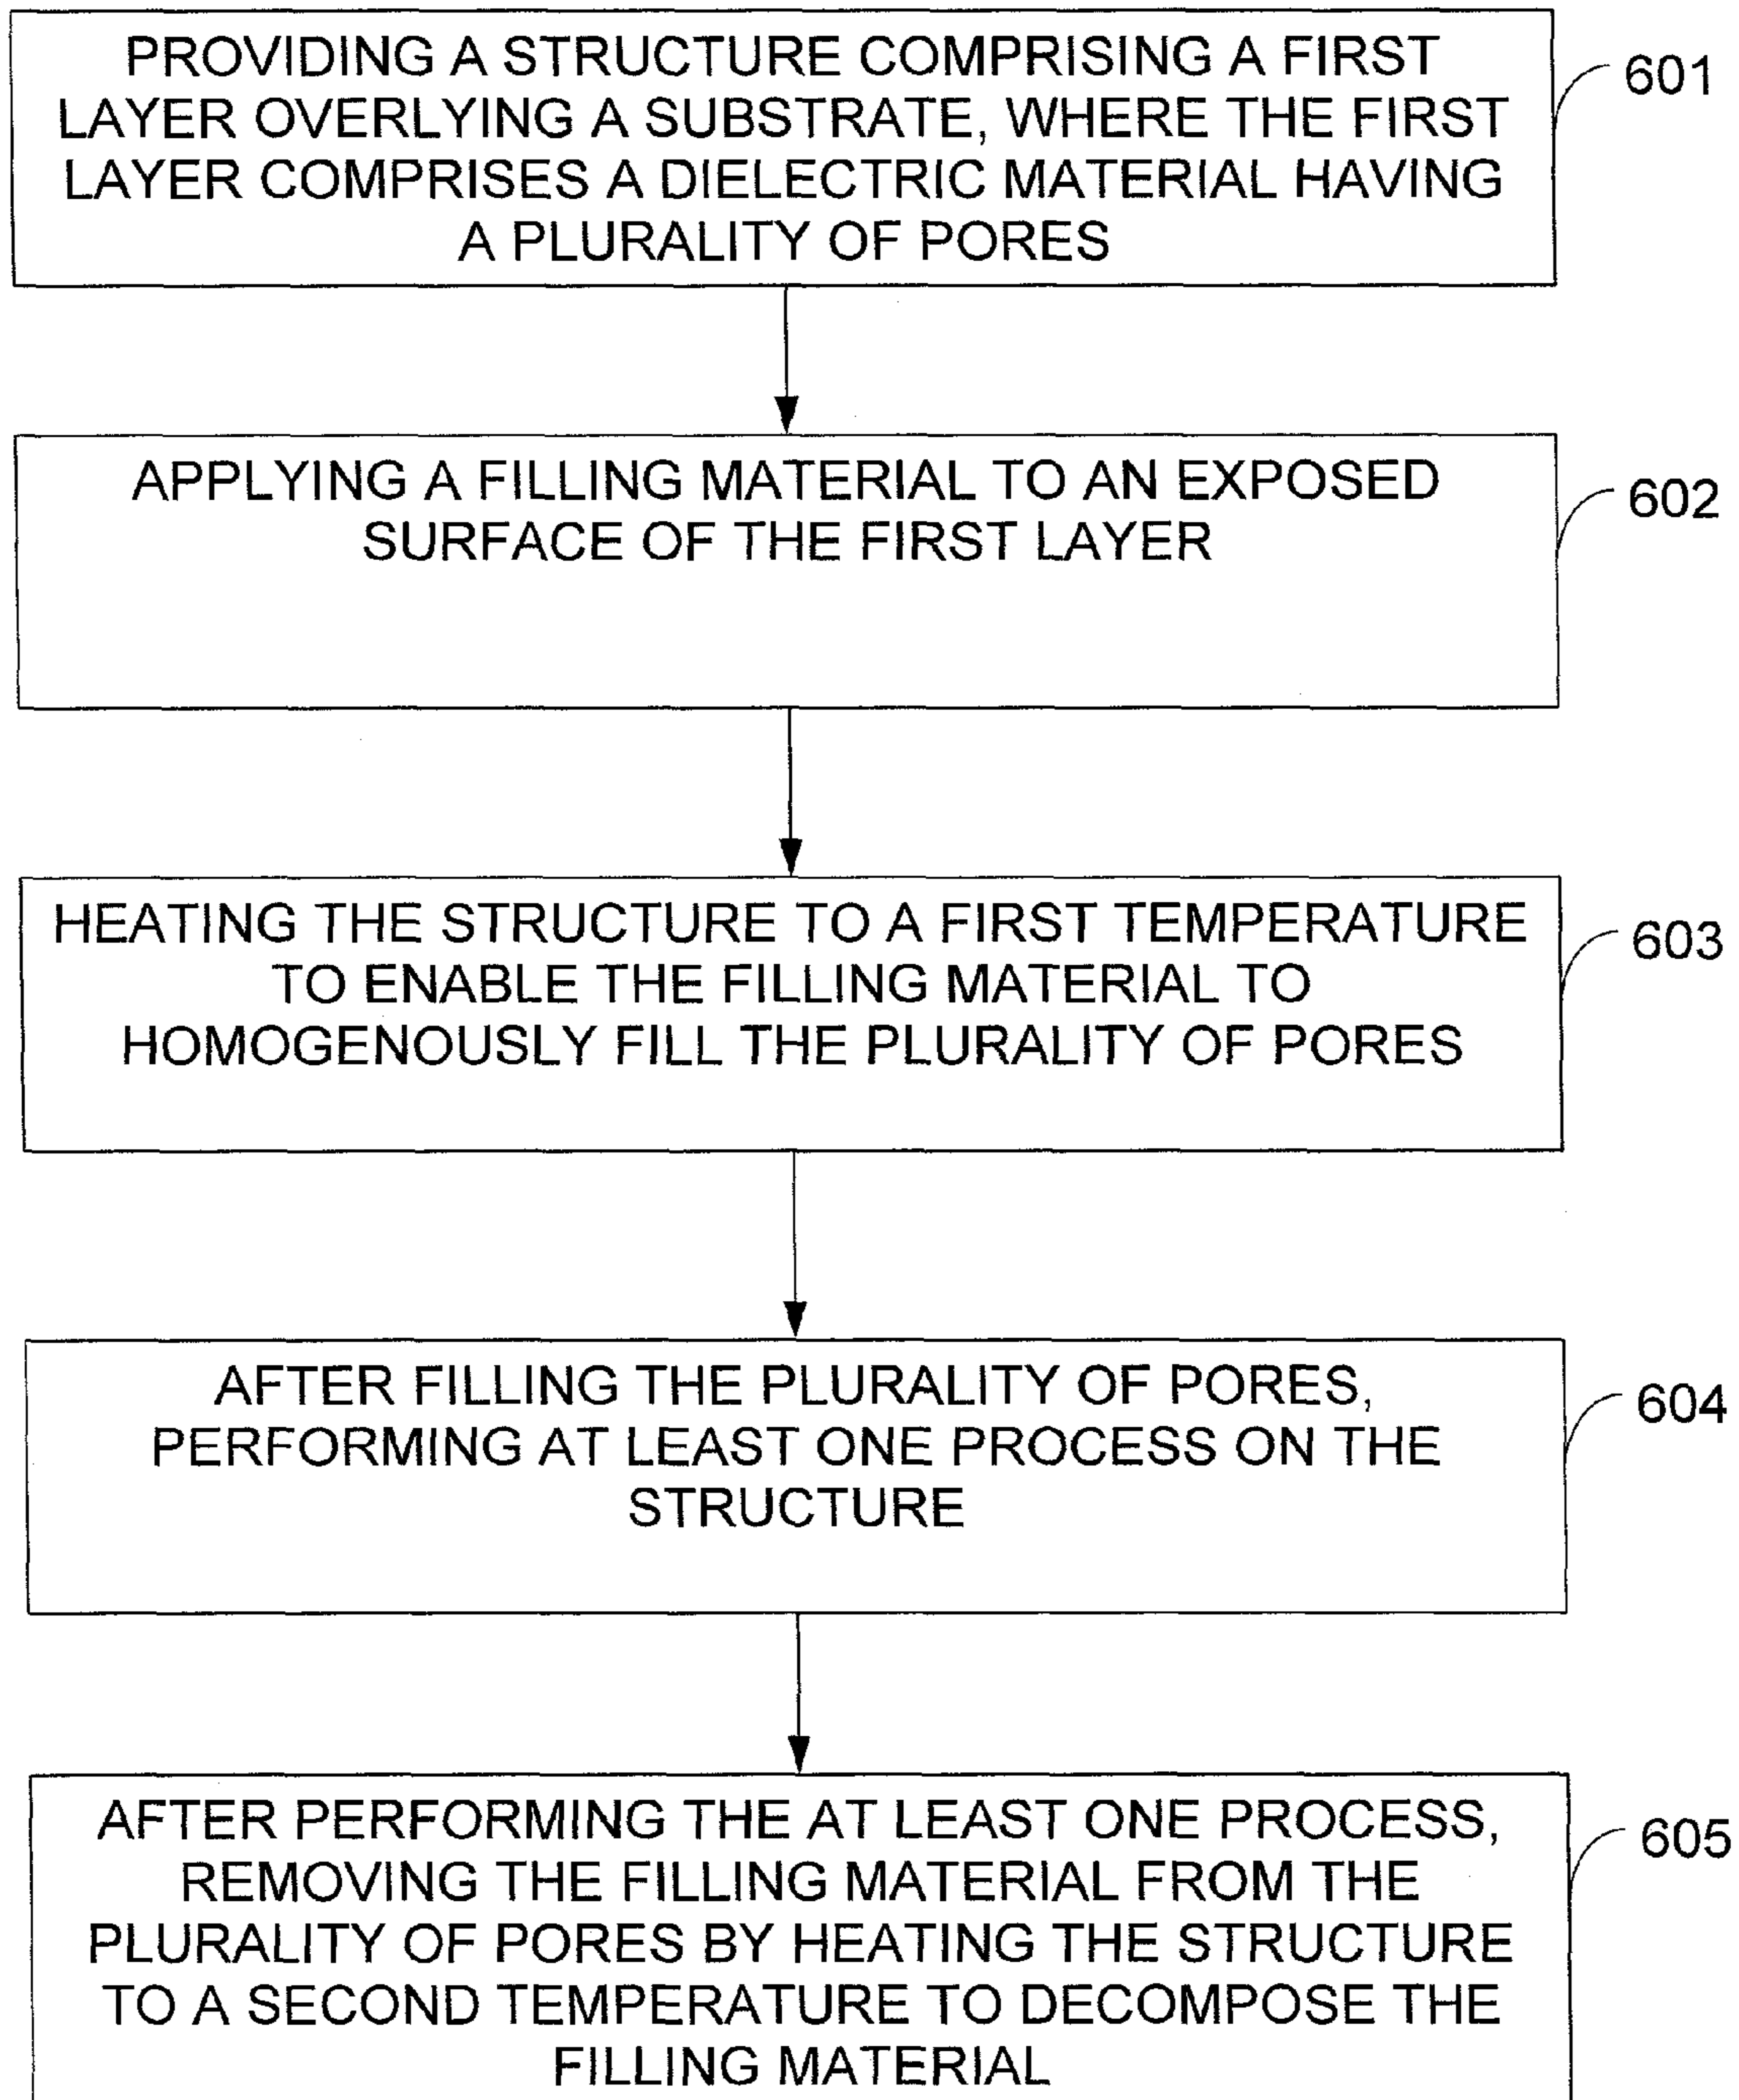 PROVIDING A STRUCTURE COMPRISING A FIRST
LAYER OVERLYING A SUBSTRATE, WHERE THE FIRST
LAYER COMPRISES A DIELECTRIC MATERIAL HAVING
A PLURALITY OF PORES
601
APPLYING A FILLING MATERIAL TO AN EXPOSED
SURFACE OF THE FIRST LAYER
602
HEATING THE STRUCTURE TO A FIRST TEMPERATURE
TO ENABLE THE FILLING MATERIAL TO
HOMOGENOUSLY FILL THE PLURALITY OF PORES
603
AFTER FILLING THE PLURALITY OF PORES,
PERFORMING AT LEAST ONE PROCESS ON THE
STRUCTURE
604
AFTER PERFORMING THE AT LEAST ONE PROCESS,
REMOVING THE FILLING MATERIAL FROM THE
PLURALITY OF PORES BY HEATING THE STRUCTURE
TO A SECOND TEMPERATURE TO DECOMPOSE THE
FILLING MATERIAL
605